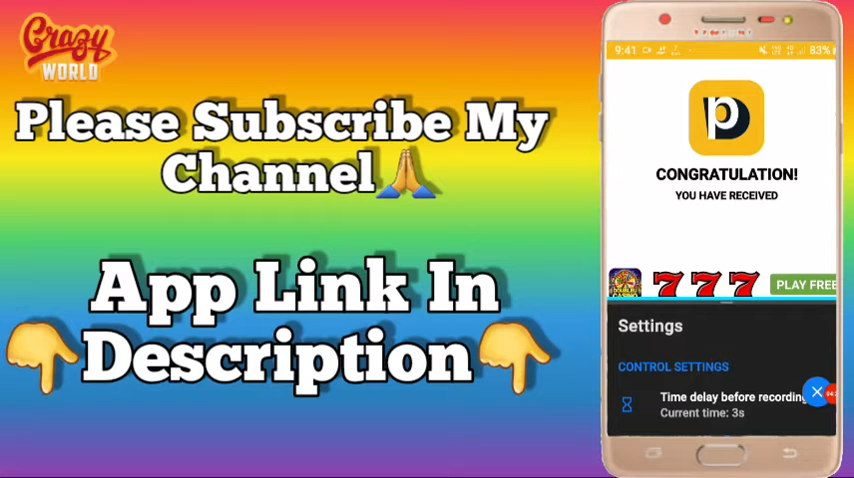 Crazy
WORLD
Please Subscribe My
Channel🙏
App Link In
👇Description👇
9:41
83%
p
CONGRATULATION!
YOU HAVE RECEIVED
777
PLAY FREE
Settings
CONTROL SETTINGS
Time delay before recording
Current time: 3s